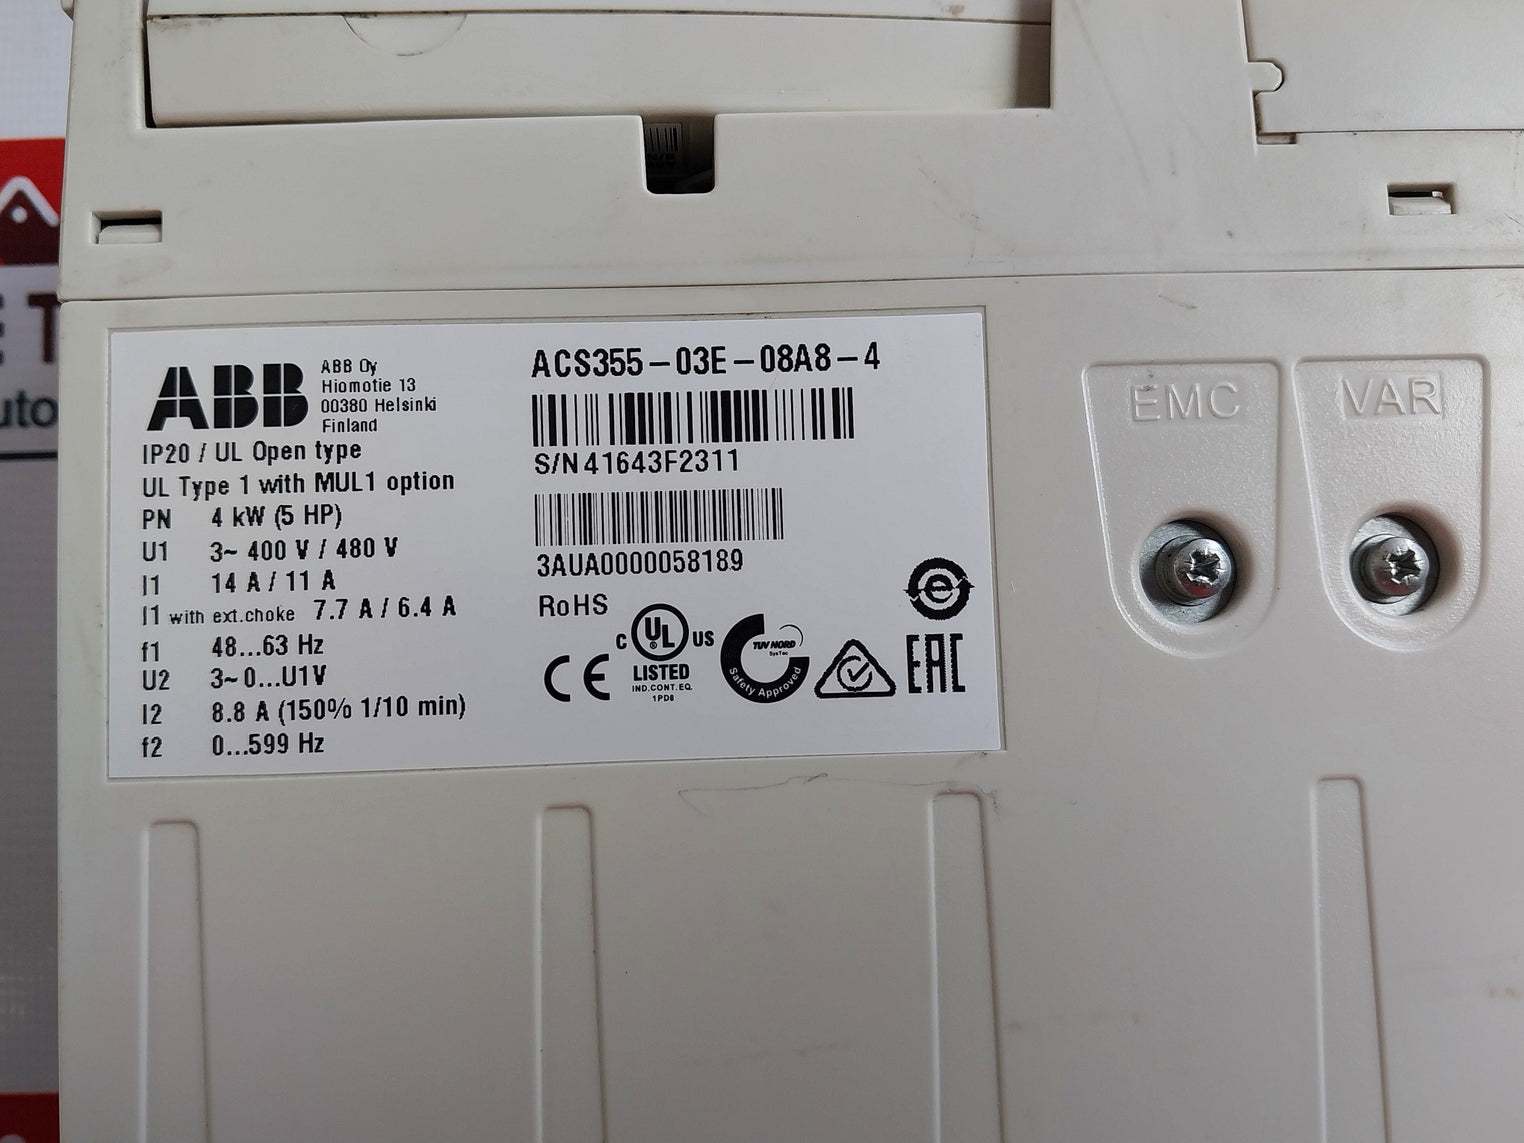 ABB
ABB Oy
Hiomotie 13
00380 Helsinki
Finland
IP20 / UL Open type
UL Type 1 with MUL1 option
PN 4 kW (5 HP)
U1 3~ 400 V / 480 V
I1 14 A / 11 A
I1 with ext.choke 7.7 A / 6.4 A
f1 48...63 Hz
U2 3~ 0...U1V
I2 8.8 A (150% 1/10 min)
f2 0...599 Hz
ACS355-03E-08A8-4
S/N 41643F2311
3AUA0000058189
RoHS
CE
C UL US
LISTED
IND.CONT.EQ.
1PD8
TUV NORD
SysTec
Safety Approved
e
EAC
EMC
VAR
uto